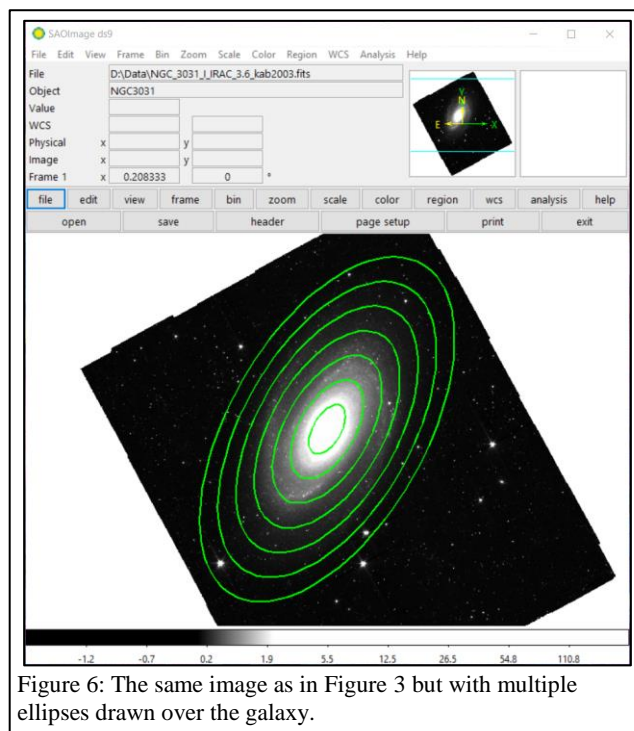 SAOImage ds9
File Edit View Frame Bin Zoom Scale Color Region WCS Analysis Help
File D:\Data\NGC_3031_I_IRAC_3.6_kab2003.fits
Object NGC3031
Value
WCS
Physical x y
Image x y
Frame 1 x 0.208333 0 °
Y
N
E X
file edit view frame bin zoom scale color region wcs analysis help
open save header page setup print exit
-1.2 -0.7 0.2 1.9 5.5 12.5 26.5 54.8 110.8
Figure 6: The same image as in Figure 3 but with multiple
ellipses drawn over the galaxy.